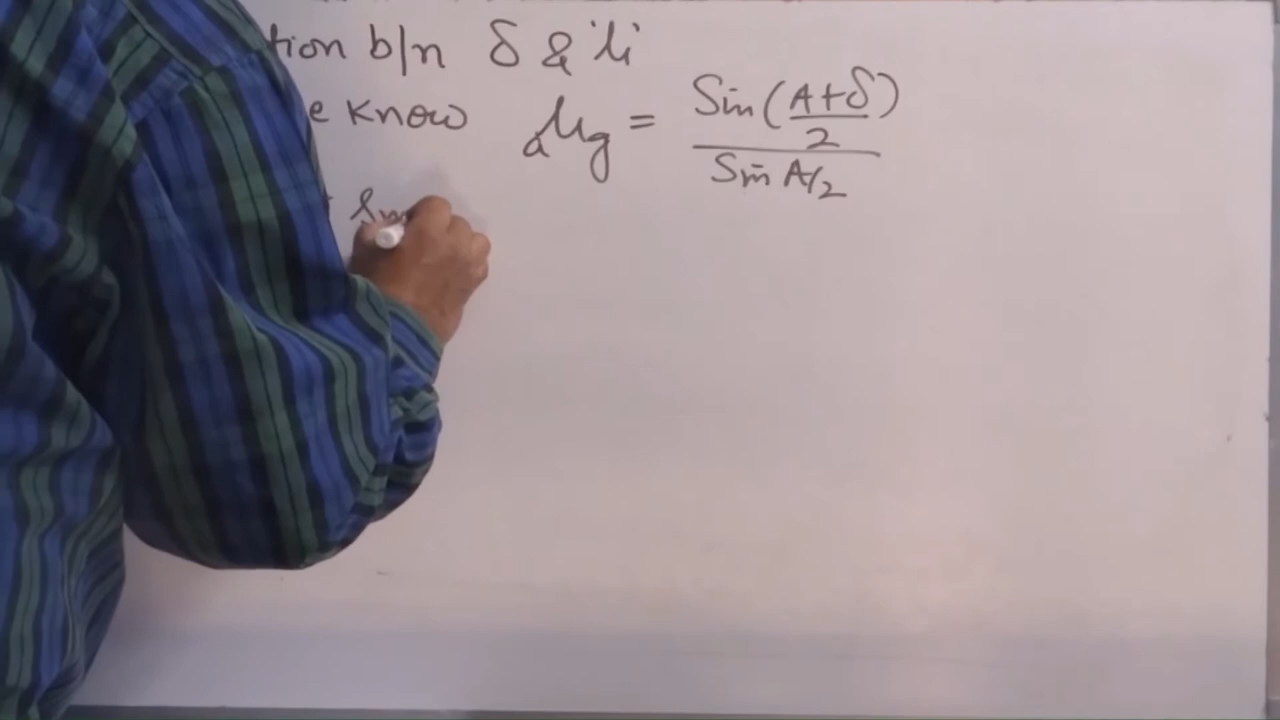 tion b/n δ & 'μ'
e know aμg = Sin(A+δ/2) / Sin A/2